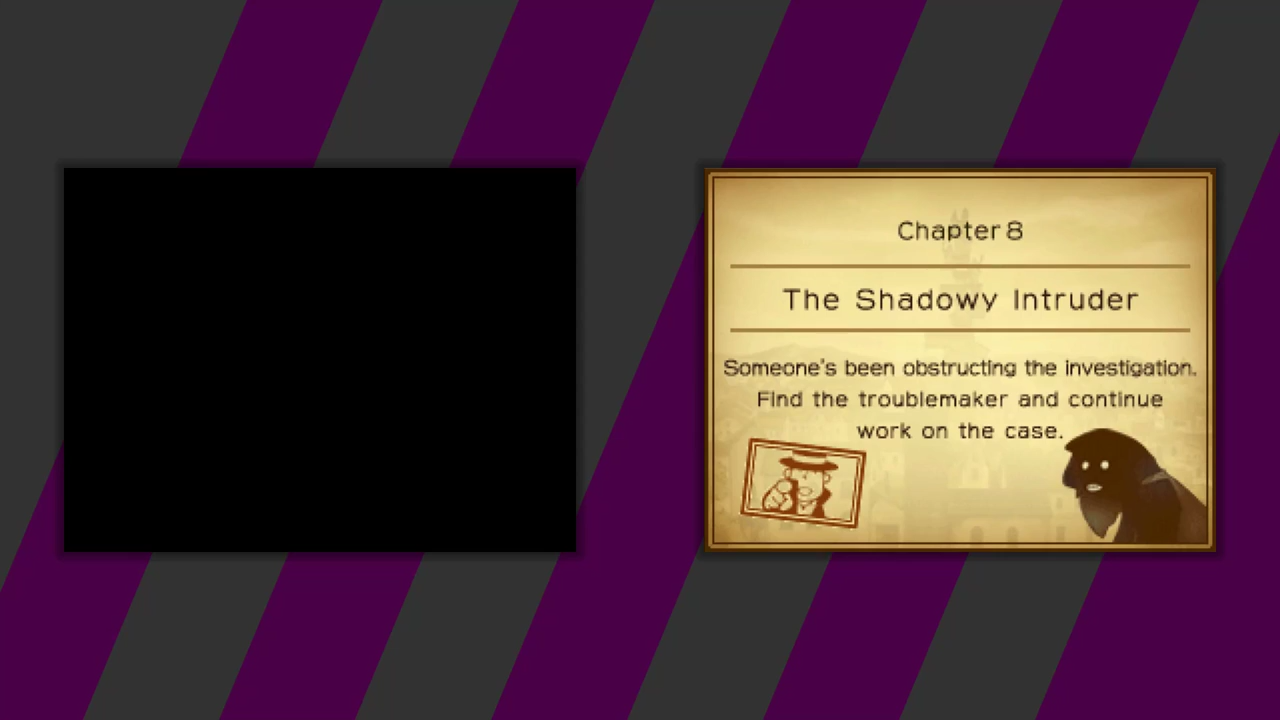 Chapter 8
The Shadowy Intruder
Someone's been obstructing the investigation.
Find the troublemaker and continue
work on the case.